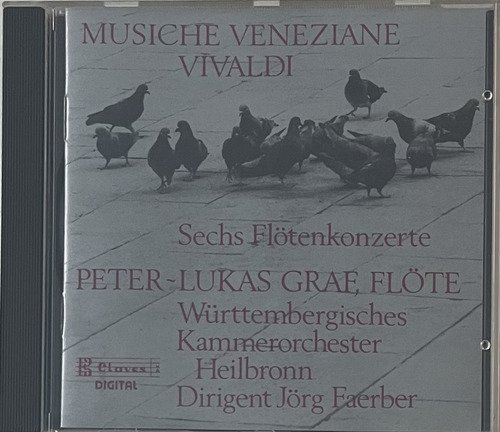 MUSICHE VENEZIANE
VIVALDI
Sechs Flötenkonzerte
PETER-LUKAS GRAF, FLÖTE
Württembergisches
Kammerorchester
Heilbronn
Dirigent Jörg Faerber
Claves
DIGITAL